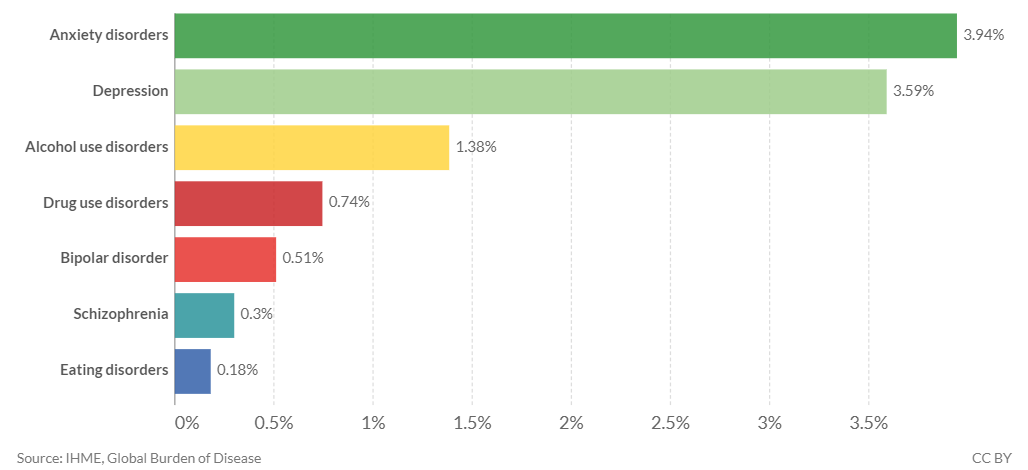 Anxiety disorders 3.94%
Depression 3.59%
Alcohol use disorders 1.38%
Drug use disorders 0.74%
Bipolar disorder 0.51%
Schizophrenia 0.3%
Eating disorders 0.18%
0% 0.5% 1% 1.5% 2% 2.5% 3% 3.5%
Source: IHME, Global Burden of Disease CC BY